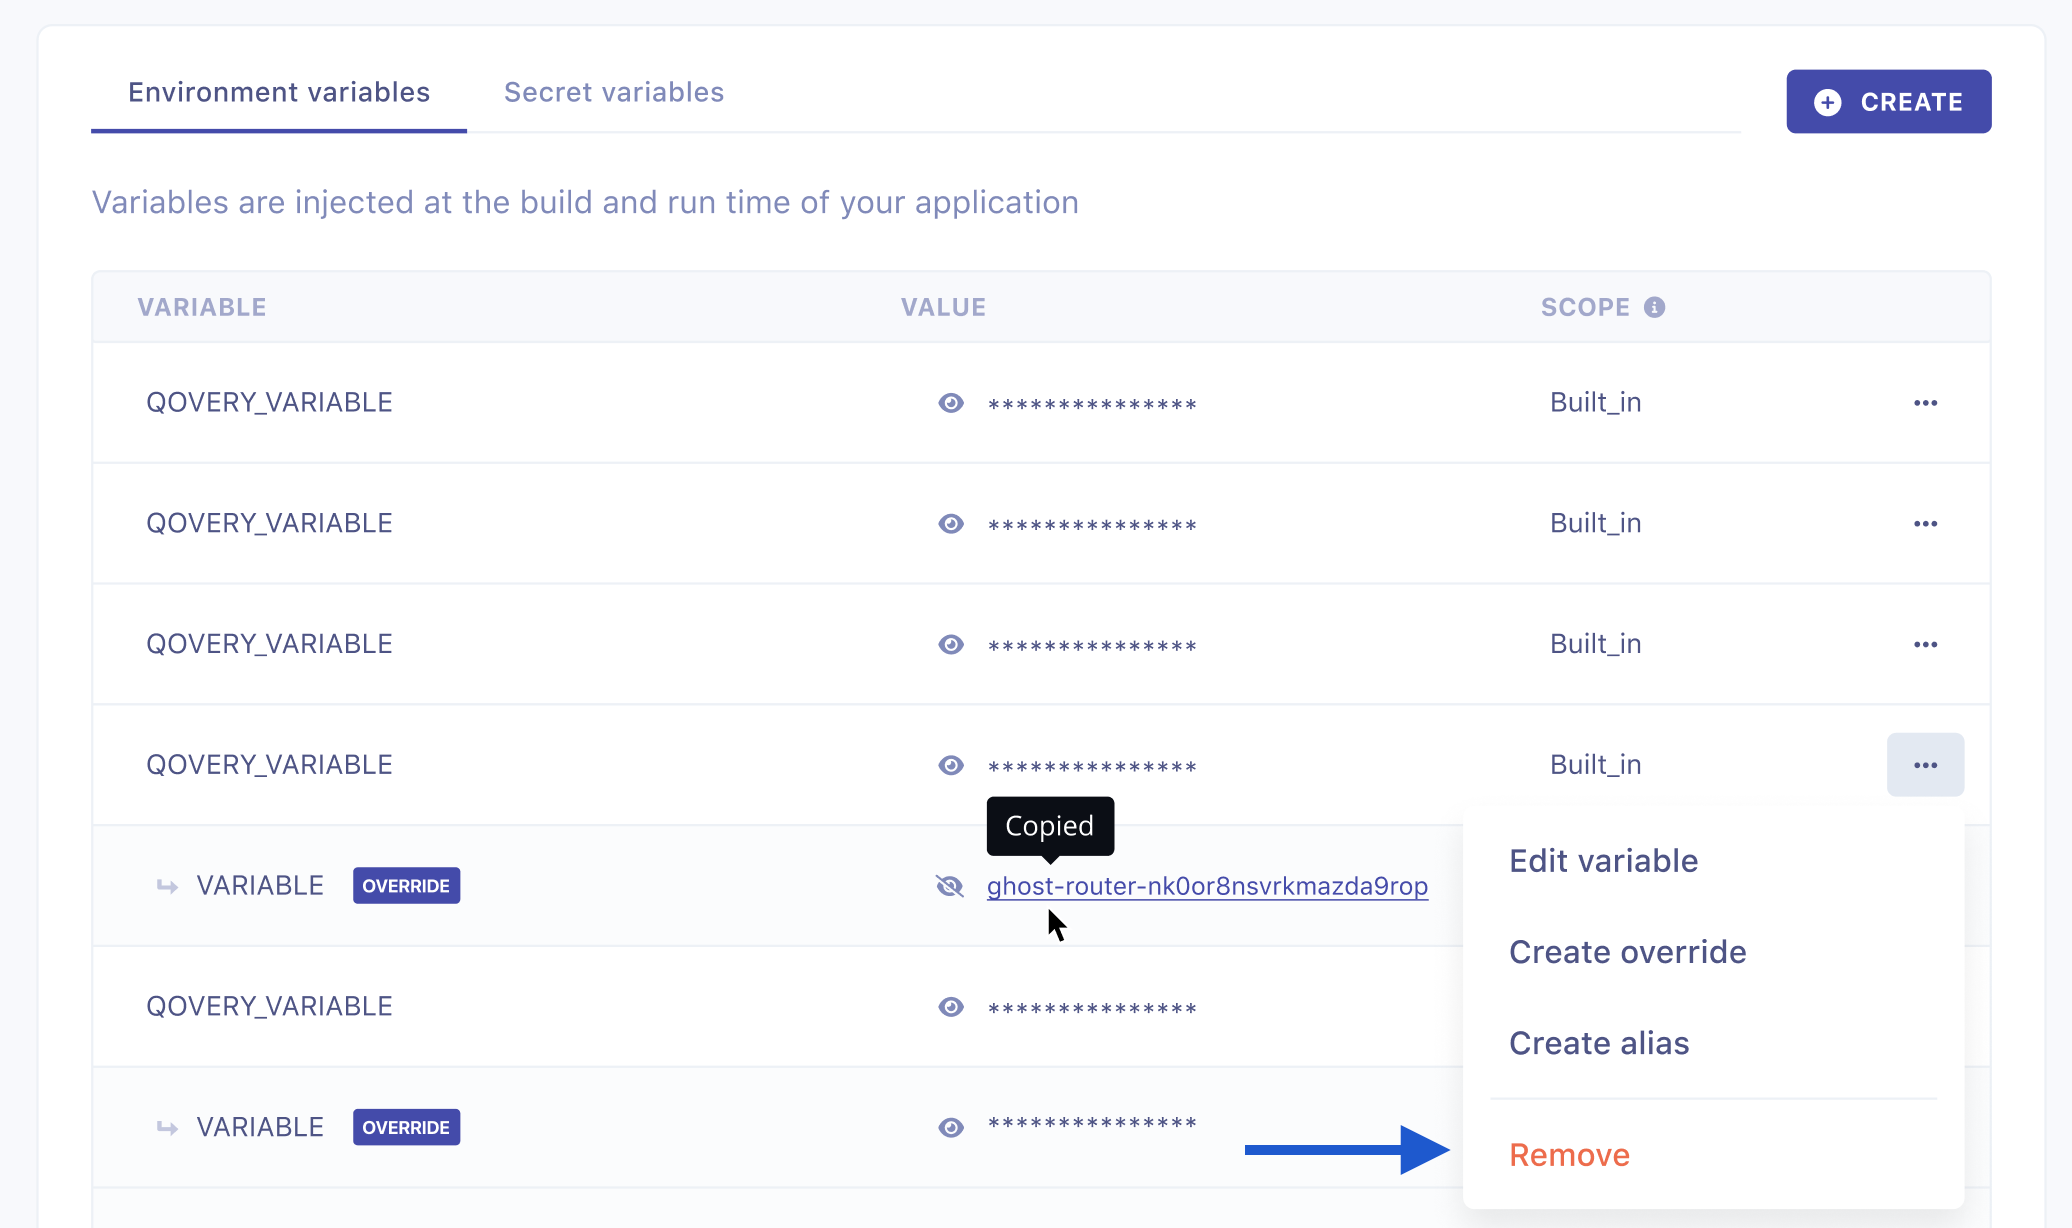 Environment variables
Secret variables
CREATE
Variables are injected at the build and run time of your application
VARIABLE
VALUE
SCOPE
QOVERY_VARIABLE
***************
Built_in
QOVERY_VARIABLE
***************
Built_in
QOVERY_VARIABLE
***************
Built_in
QOVERY_VARIABLE
***************
Built_in
Copied
VARIABLE
OVERRIDE
ghost-router-nk0or8nsvrkmazda9rop
Edit variable
Create override
QOVERY_VARIABLE
***************
Create alias
VARIABLE
OVERRIDE
***************
Remove